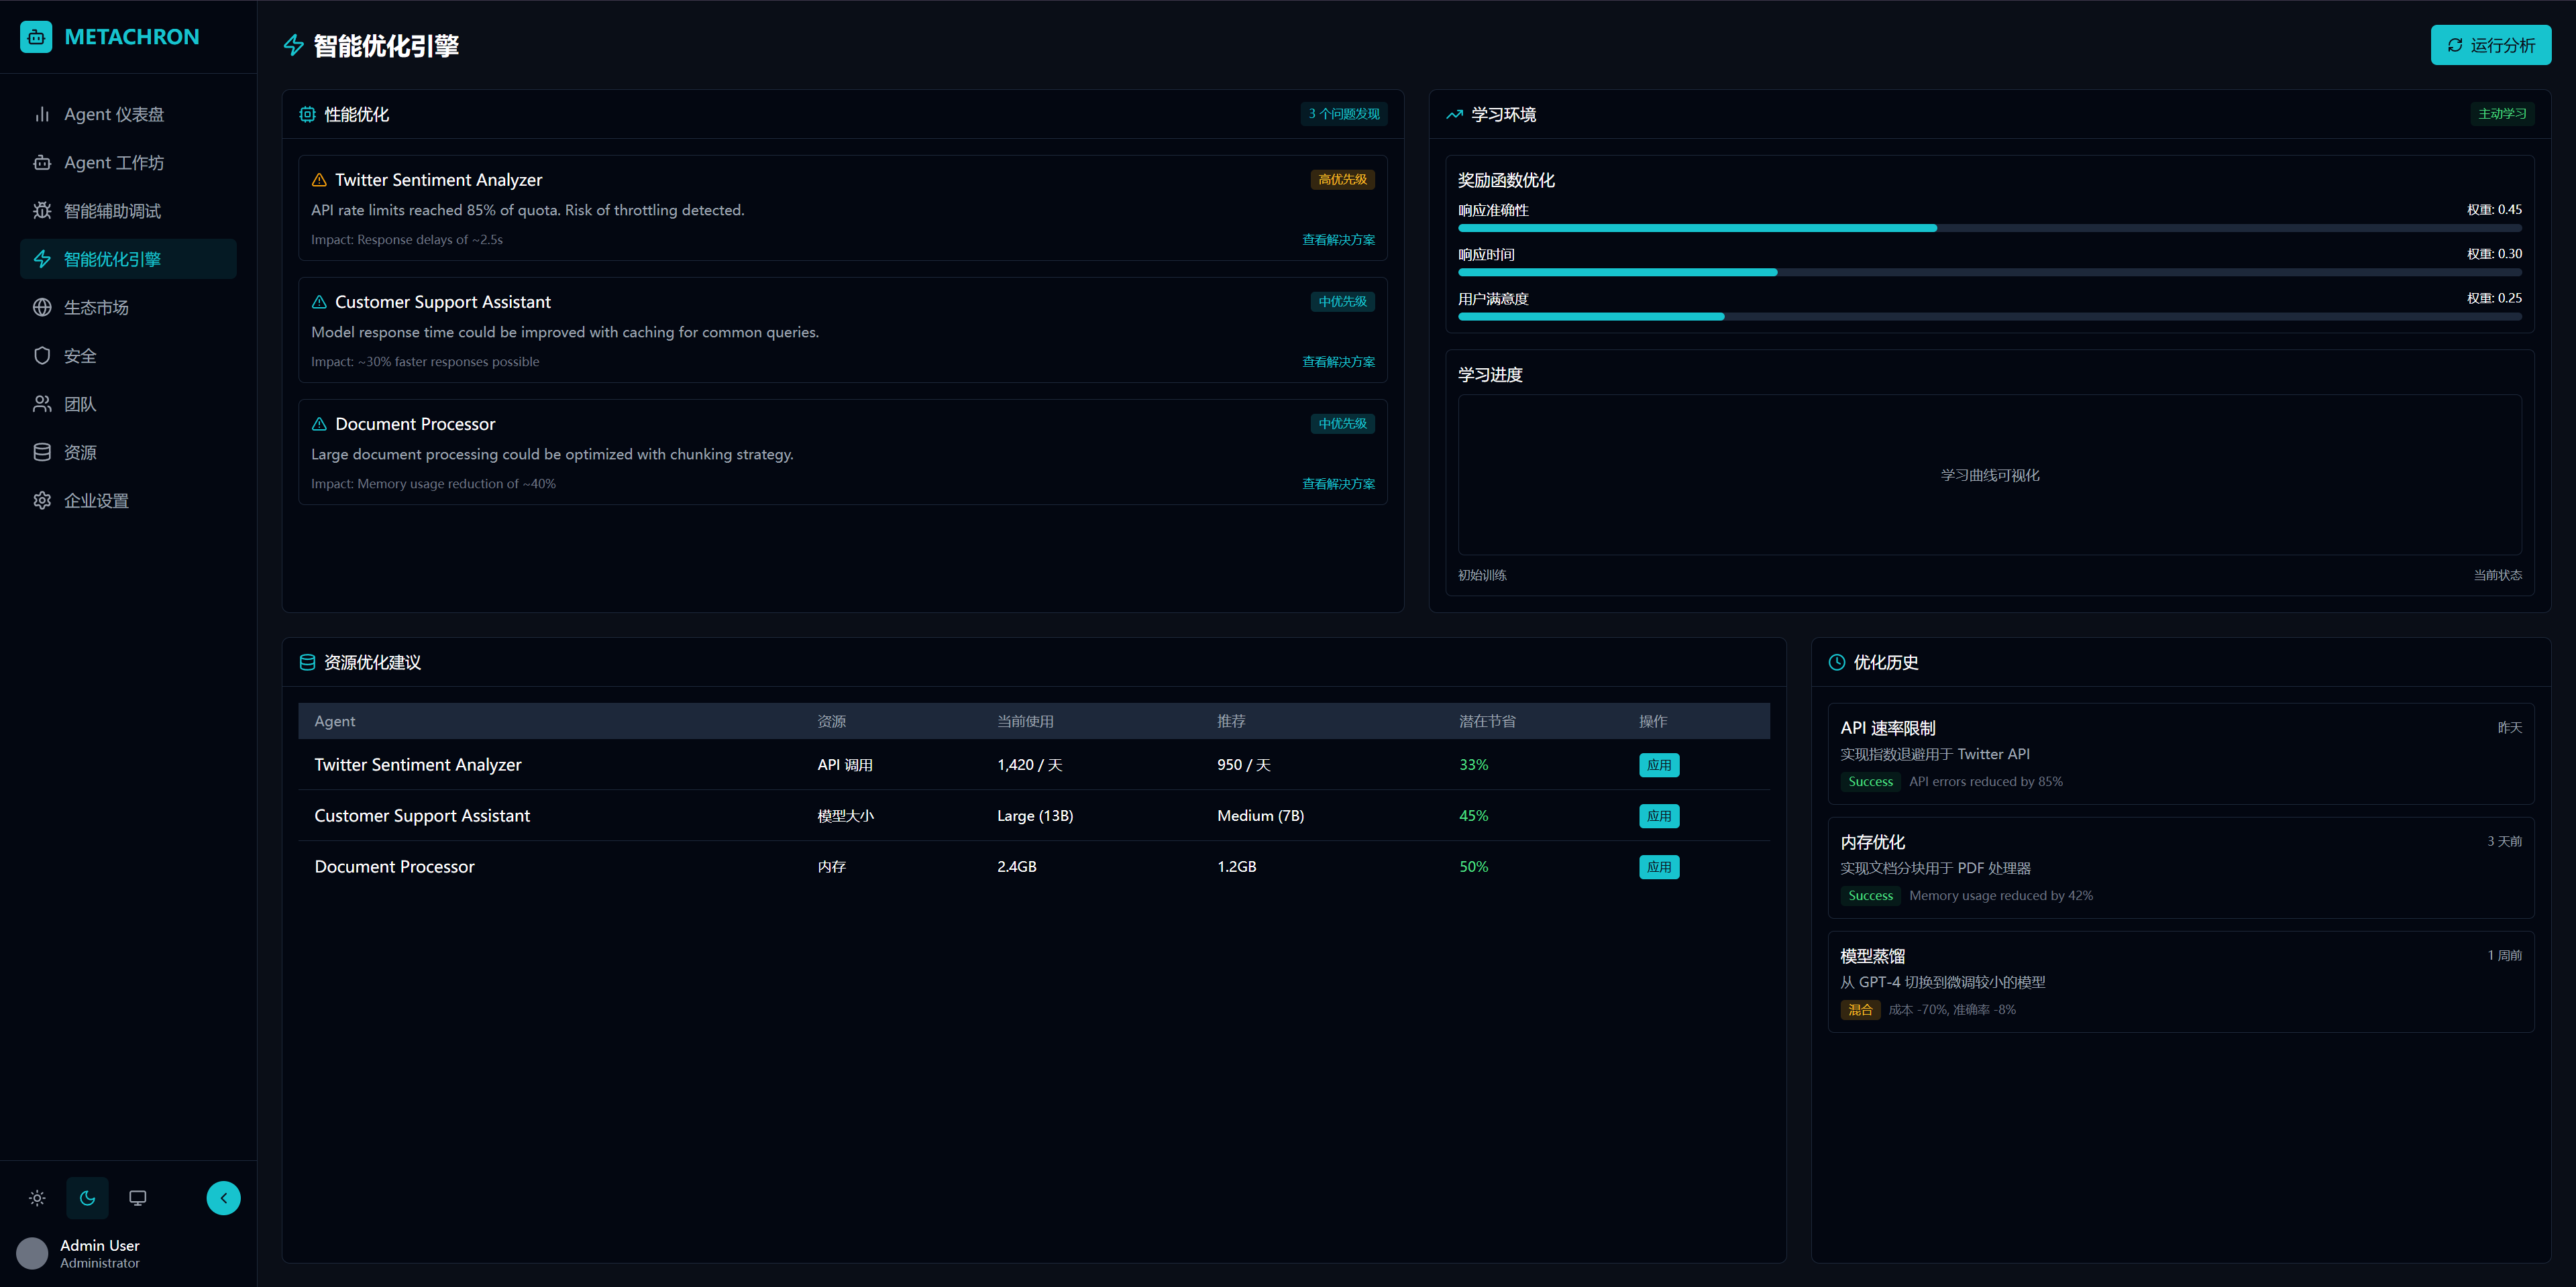 METACHRON
Agent 仪表盘
Agent 工作坊
智能辅助调试
智能优化引擎
生态市场
安全
团队
资源
企业设置
Admin User
Administrator
智能优化引擎
运行分析
性能优化
3 个问题发现
Twitter Sentiment Analyzer
高优先级
API rate limits reached 85% of quota. Risk of throttling detected.
Impact: Response delays of ~2.5s
查看解决方案
Customer Support Assistant
中优先级
Model response time could be improved with caching for common queries.
Impact: ~30% faster responses possible
查看解决方案
Document Processor
中优先级
Large document processing could be optimized with chunking strategy.
Impact: Memory usage reduction of ~40%
查看解决方案
学习环境
主动学习
奖励函数优化
响应准确性
权重: 0.45
响应时间
权重: 0.30
用户满意度
权重: 0.25
学习进度
学习曲线可视化
初始训练
当前状态
资源优化建议
Agent 资源 当前使用 推荐 潜在节省 操作
Twitter Sentiment Analyzer API 调用 1,420 / 天 950 / 天 33% 应用
Customer Support Assistant 模型大小 Large (13B) Medium (7B) 45% 应用
Document Processor 内存 2.4GB 1.2GB 50% 应用
优化历史
API 速率限制
昨天
实现指数退避用于 Twitter API
Success API errors reduced by 85%
内存优化
3 天前
实现文档分块用于 PDF 处理器
Success Memory usage reduced by 42%
模型蒸馏
1 周前
从 GPT-4 切换到微调较小的模型
混合 成本 -70%, 准确率 -8%